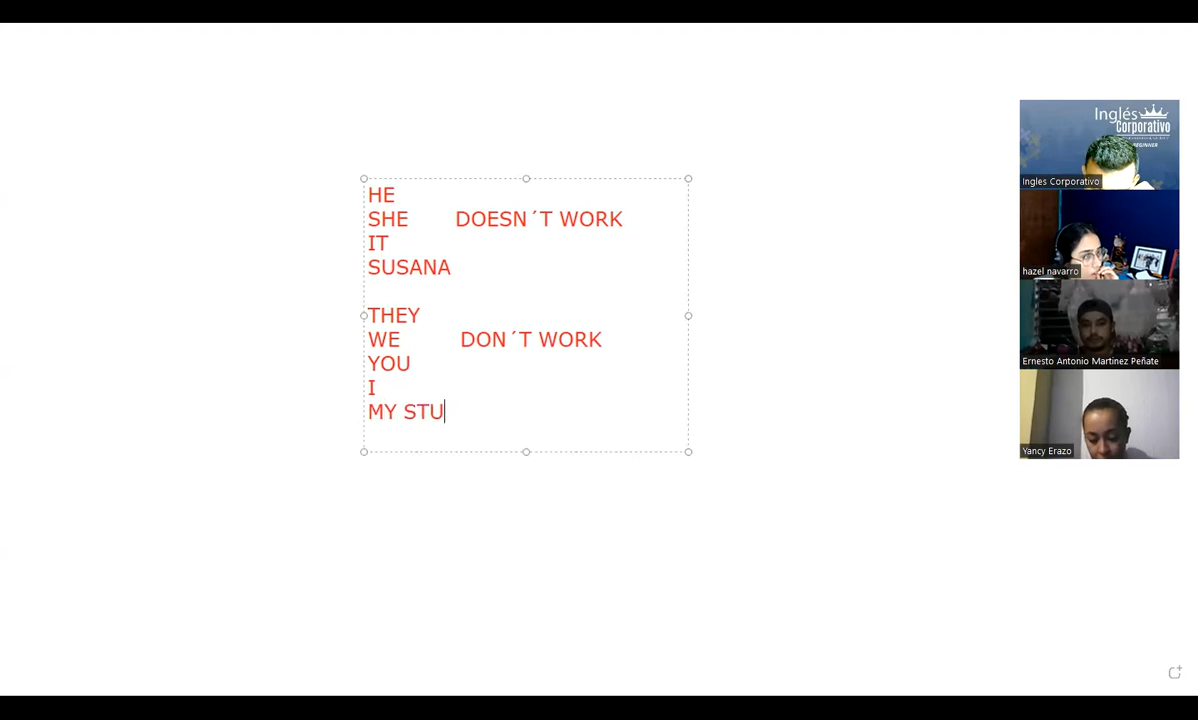 HE
SHE DOESN´T WORK
IT
SUSANA
THEY
WE DON´T WORK
YOU
I
MY STU
Inglés
Corporativo
BEGINNER
Ingles Corporativo
hazel navarro
Ernesto Antonio Martinez Peñate
Yancy Erazo